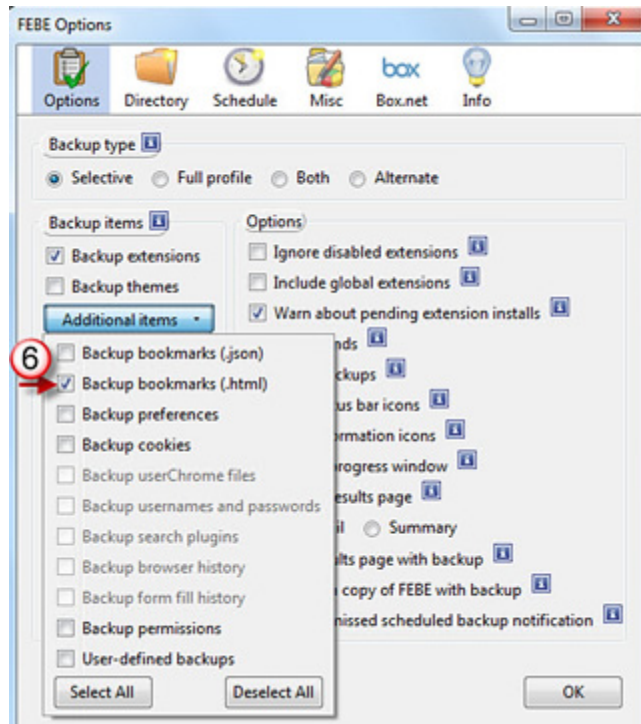 FEBE Options
Options Directory Schedule Misc Box.net Info
box
Backup type
Selective Full profile Both Alternate
Backup items
Backup extensions
Backup themes
Additional items
Options
Ignore disabled extensions
Include global extensions
Warn about pending extension installs
6
Backup bookmarks (.json)
Backup bookmarks (.html)
Backup preferences
Backup cookies
Backup userChrome files
Backup usernames and passwords
Backup search plugins
Backup browser history
Backup form fill history
Backup permissions
User-defined backups
Select All Deselect All
nds
ckups
us bar icons
rmation icons
rogress window
esults page
il Summary
lts page with backup
copy of FEBE with backup
nissed scheduled backup notification
OK